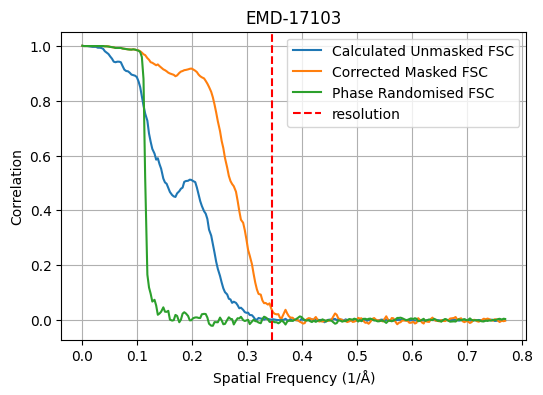 EMD-17103
Calculated Unmasked FSC
Corrected Masked FSC
Phase Randomised FSC
resolution
Correlation
1.0
0.8
0.6
0.4
0.2
0.0
0.0 0.1 0.2 0.3 0.4 0.5 0.6 0.7 0.8
Spatial Frequency (1/Å)